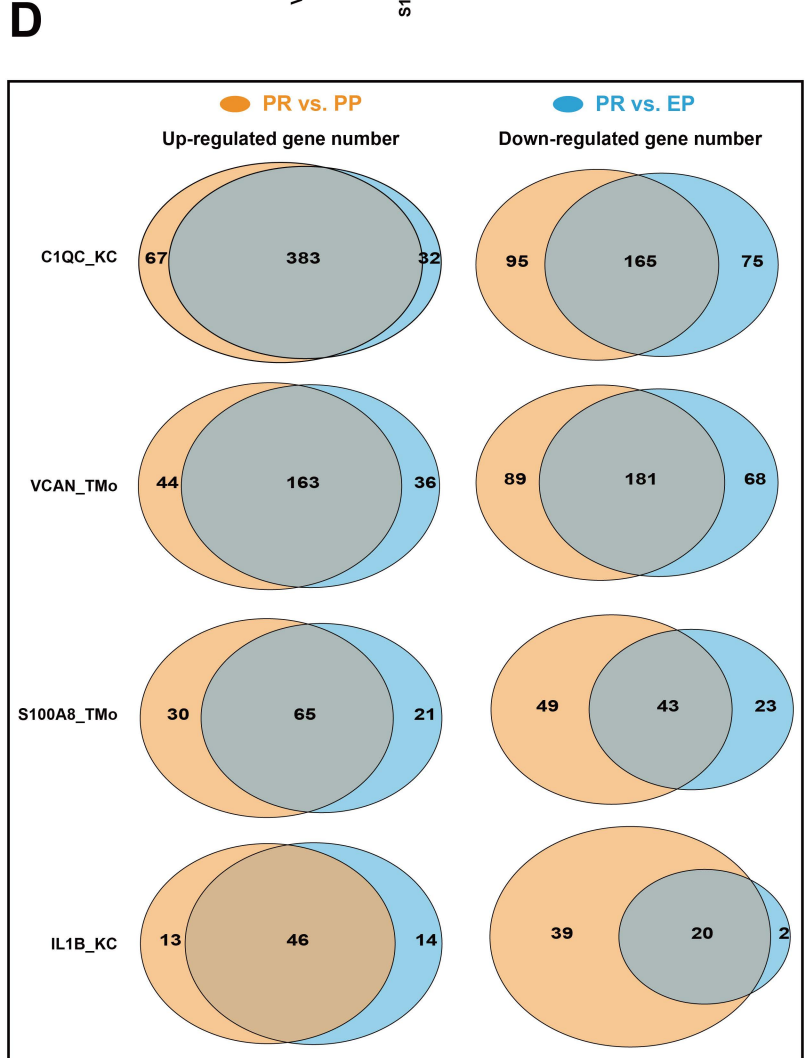 D
S1
PR vs. PP
PR vs. EP
Up-regulated gene number
Down-regulated gene number
C1QC_KC
67
383
32
95
165
75
VCAN_TMo
44
163
36
89
181
68
S100A8_TMo
30
65
21
49
43
23
IL1B_KC
13
46
14
39
20
2